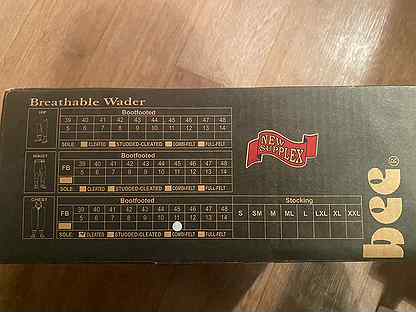 Breathable Wader
HIP
Bootfooted
39 40 41 42 43 44 45 46 47 48
5 6 7 8 9 10 11 12 13 14
SOLE: CLEATED STUDDED-CLEATED COMBI-FELT FULL-FELT
NEW
SUPPLEX
WAIST
Bootfooted
FB 39 40 41 42 43 44 45 46 47 48
5 6 7 8 9 10 11 12 13 14
SOLE: CLEATED STUDDED-CLEATED COMBI-FELT FULL-FELT
CHEST
Bootfooted Stocking
FB 39 40 41 42 43 44 45 46 47 48 S SM M ML L LXL XL XXL
5 6 7 8 9 10 11 12 13 14
SOLE: CLEATED STUDDED-CLEATED COMBI-FELT FULL-FELT
bee®